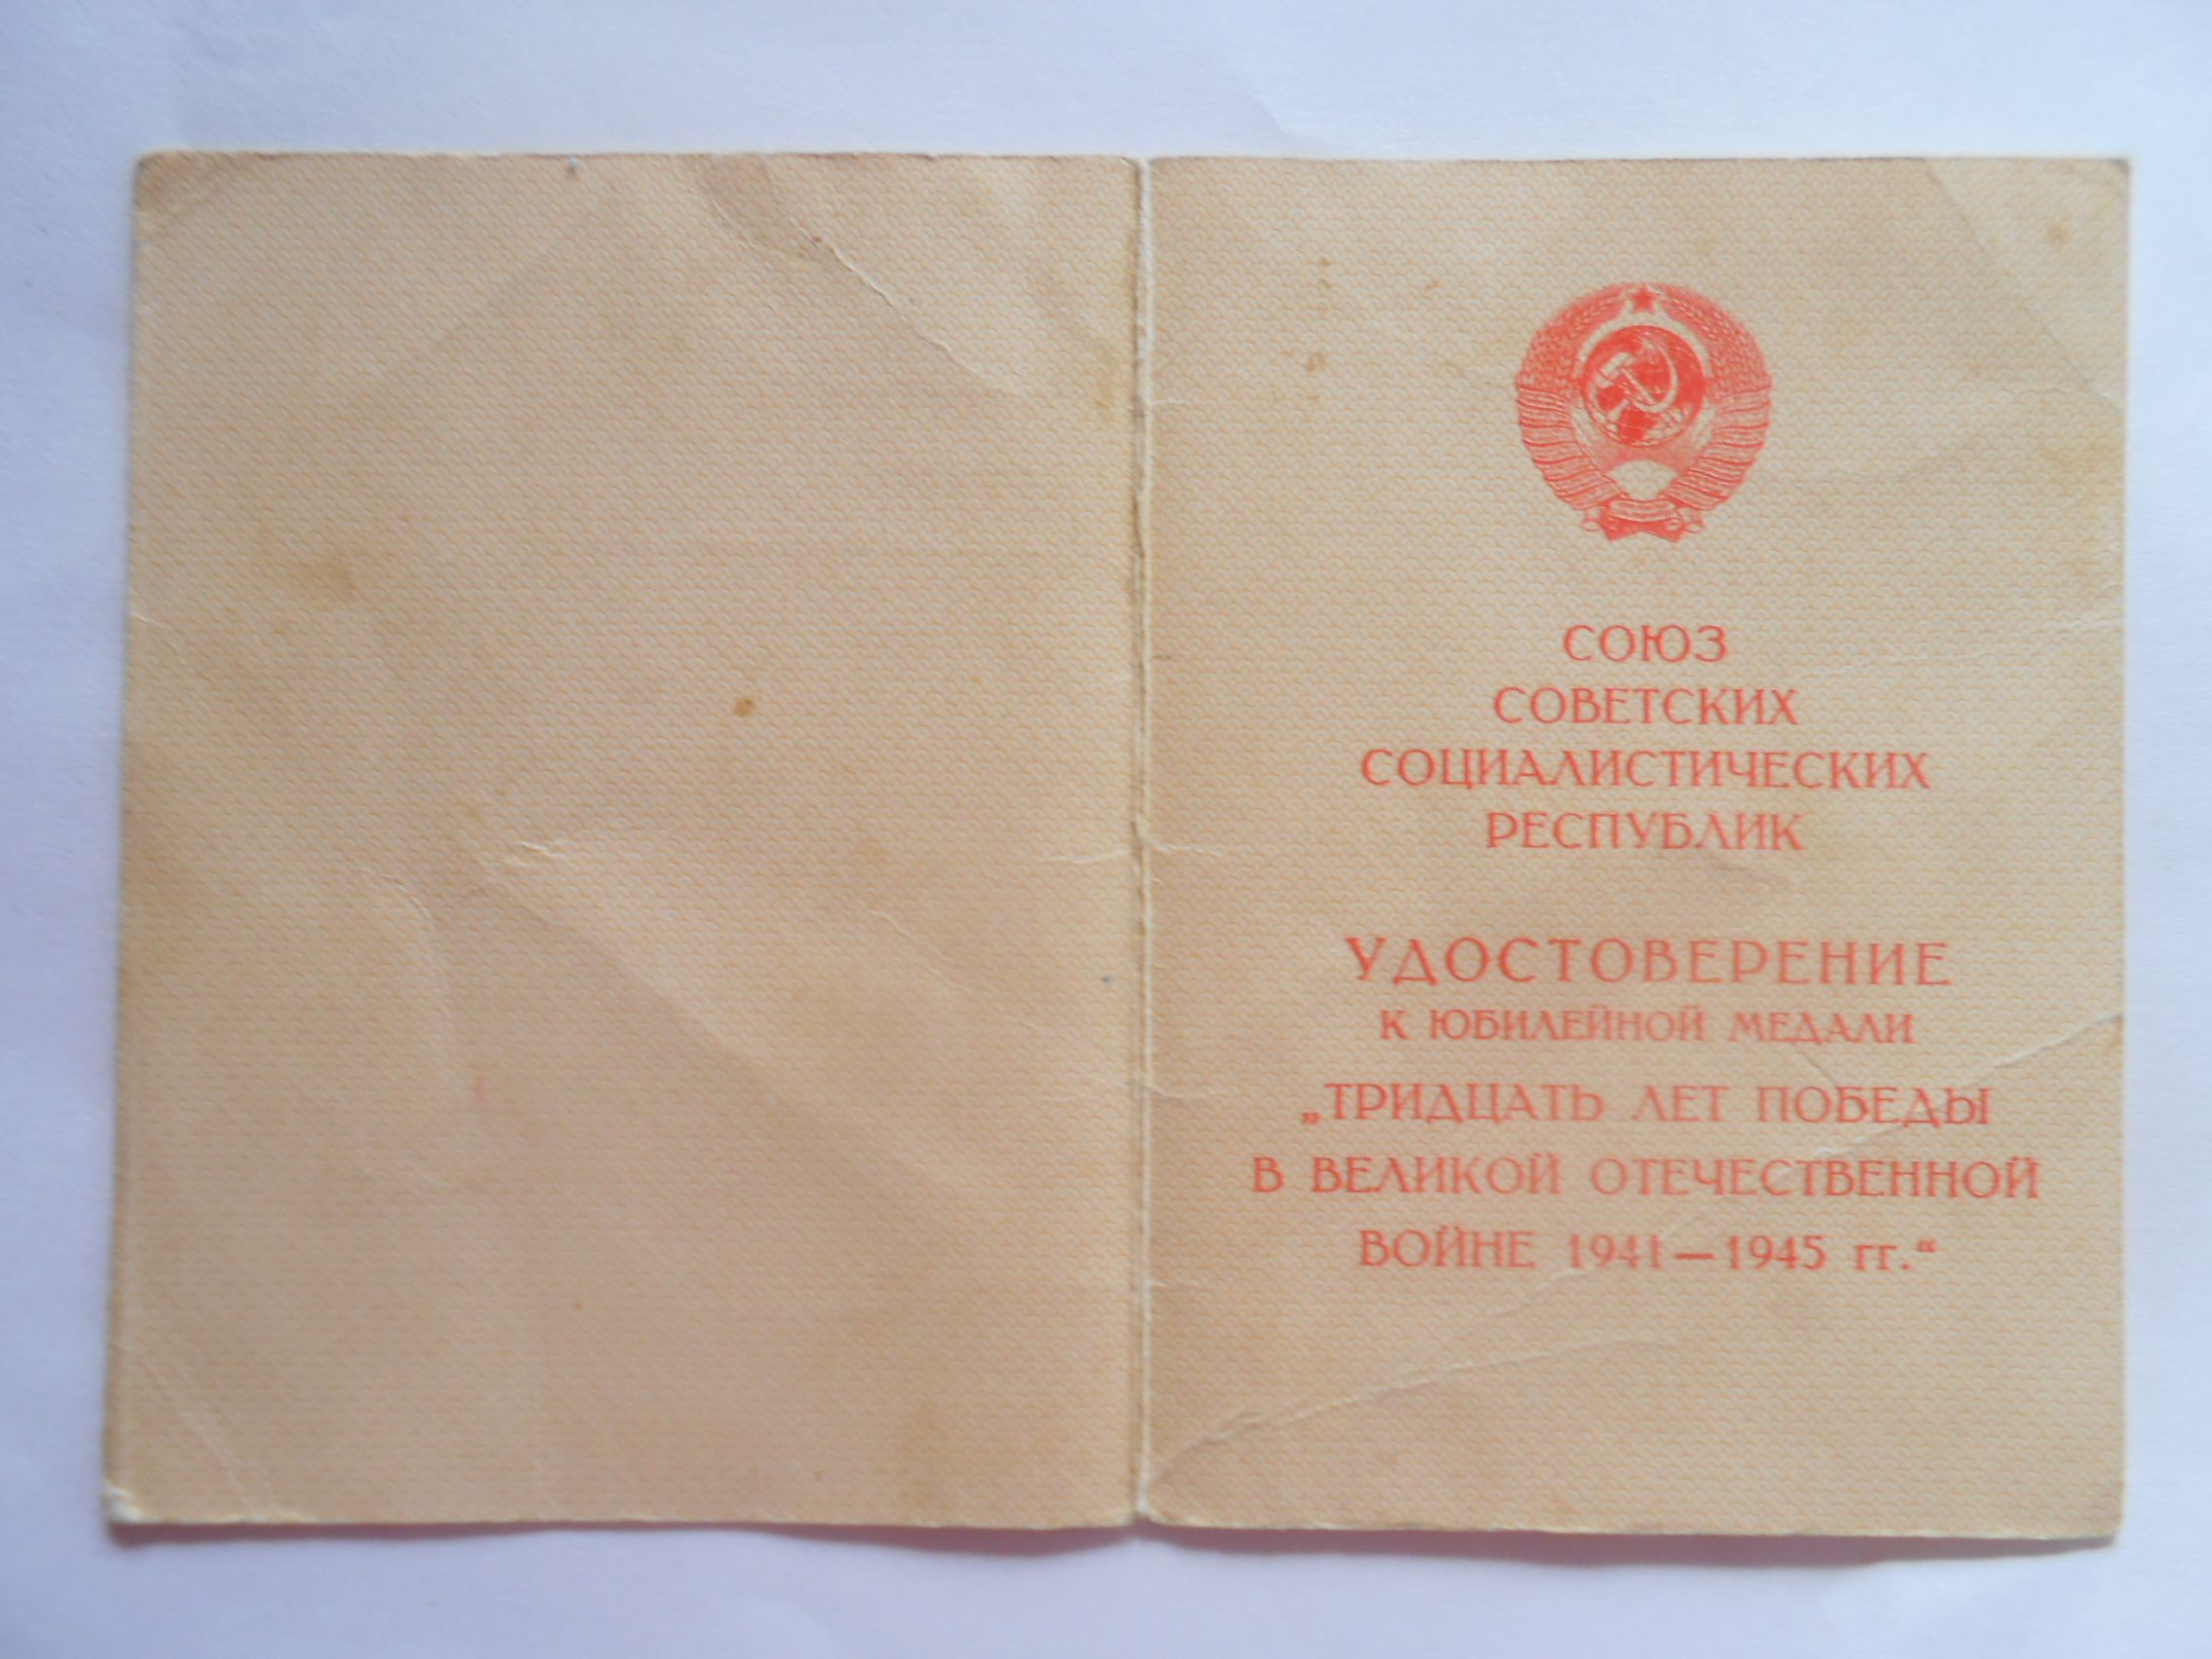 СОЮЗ
СОВЕТСКИХ
СОЦИАЛИСТИЧЕСКИХ
РЕСПУБЛИК
УДОСТОВЕРЕНИЕ
К ЮБИЛЕЙНОЙ МЕДАЛИ
„ТРИДЦАТЬ ЛЕТ ПОБЕДЫ
В ВЕЛИКОЙ ОТЕЧЕСТВЕННОЙ
ВОЙНЕ 1941—1945 гг.“